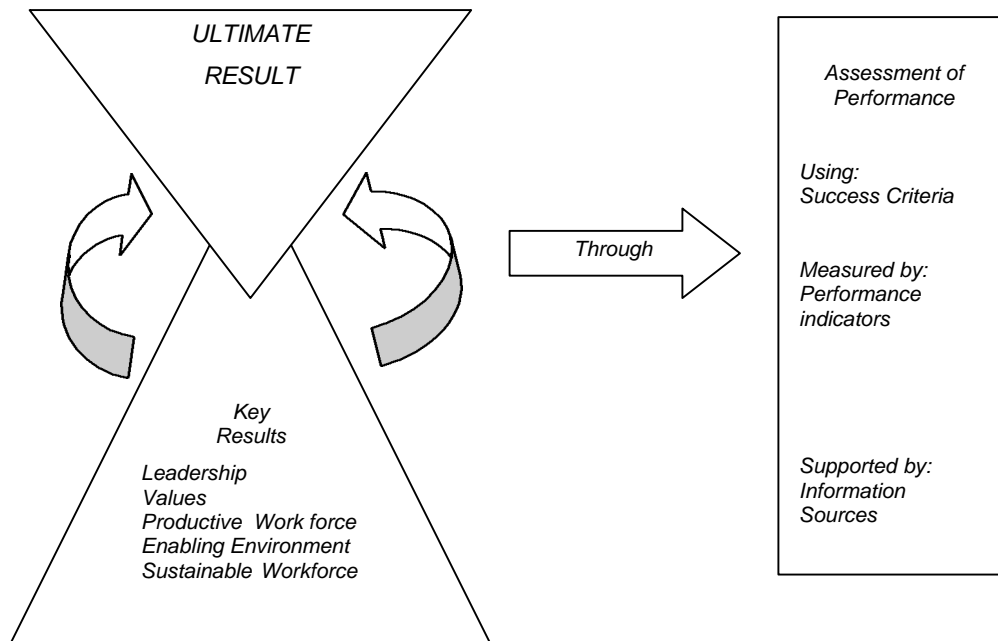 ULTIMATE
RESULT
Key
Results
Leadership
Values
Productive Work force
Enabling Environment
Sustainable Workforce
Through
Assessment of
Performance
Using:
Success Criteria
Measured by:
Performance
indicators
Supported by:
Information
Sources